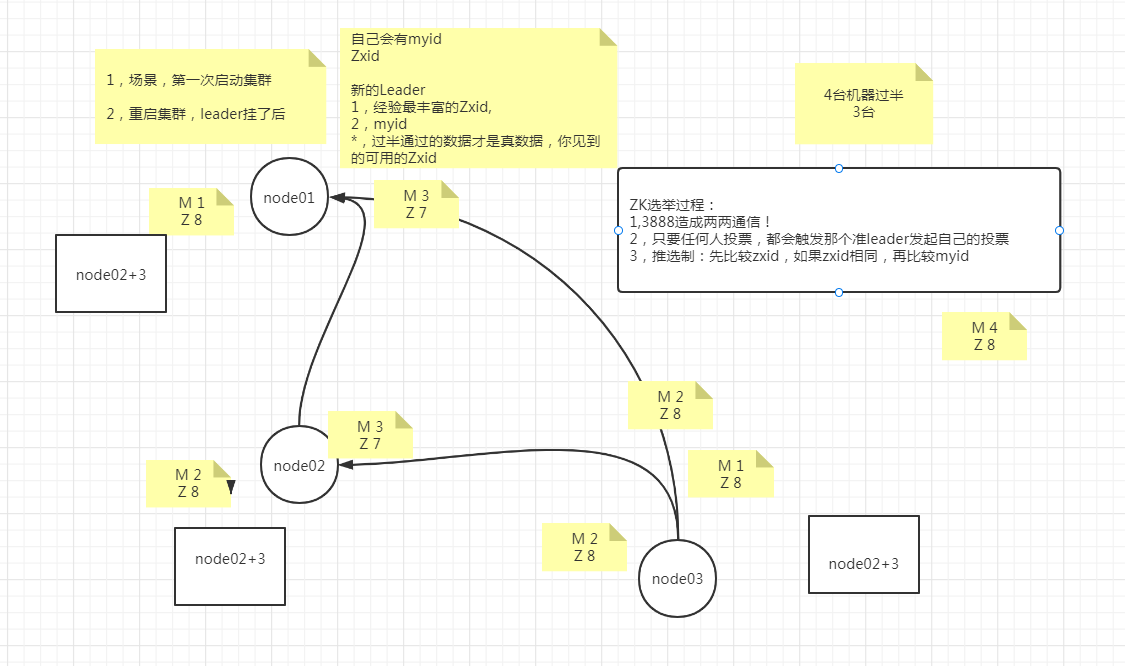 1，场景，第一次启动集群
2，重启集群，leader挂了后
自己会有myid
Zxid
新的Leader
1，经验最丰富的Zxid,
2，myid
*，过半通过的数据才是真数据，你见到
的可用的Zxid
4台机器过半
3台
ZK选举过程：
1,3888造成两两通信！
2，只要任何人投票，都会触发那个准leader发起自己的投票
3，推选制：先比较zxid，如果zxid相同，再比较myid
M 1
Z 8
node01
M 3
Z 7
node02+3
M 4
Z 8
M 2
Z 8
M 3
Z 7
node02
M 2
Z 8
M 1
Z 8
node02+3
M 2
Z 8
node03
node02+3